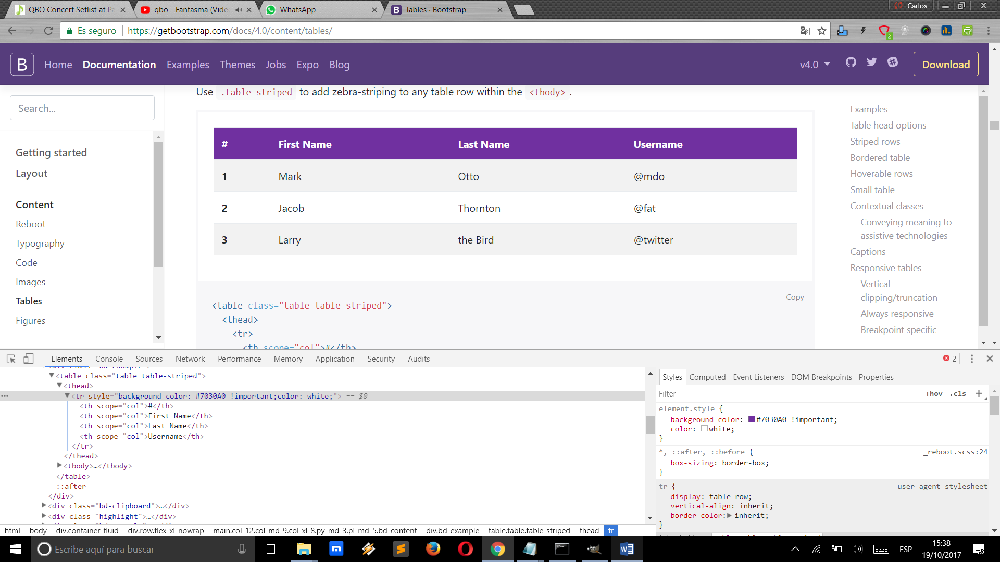 QBO Concert Setlist at Pa
qbo - Fantasma (Vide
WhatsApp
Tables · Bootstrap
Carlos
Es seguro
https://getbootstrap.com/docs/4.0/content/tables/
2
B Home Documentation Examples Themes Jobs Expo Blog v4.0 Download
Search...
Getting started
Layout
Content
Reboot
Typography
Code
Images
Tables
Figures
Use .table-striped to add zebra-striping to any table row within the <tbody>.
# First Name Last Name Username
1 Mark Otto @mdo
2 Jacob Thornton @fat
3 Larry the Bird @twitter
Copy
<table class="table table-striped">
<thead>
<tr>
<th scope="col">#</th>
Examples
Table head options
Striped rows
Bordered table
Hoverable rows
Small table
Contextual classes
Conveying meaning to
assistive technologies
Captions
Responsive tables
Vertical
clipping/truncation
Always responsive
Breakpoint specific
Elements Console Sources Network Performance Memory Application Security Audits 2
<table class="table table-striped">
<thead>
<tr style="background-color: #7030A0 !important;color: white;"> == $0
<th scope="col">#</th>
<th scope="col">First Name</th>
<th scope="col">Last Name</th>
<th scope="col">Username</th>
</tr>
</thead>
<tbody>…</tbody>
</table>
::after
</div>
<div class="bd-clipboard">…</div>
<div class="highlight">…</div>
html body div.container-fluid div.row.flex-xl-nowrap main.col-12.col-md-9.col-xl-8.py-md-3.pl-md-5.bd-content div.bd-example table.table.table-striped thead tr
Styles Computed Event Listeners DOM Breakpoints Properties
Filter :hov .cls +
element.style {
background-color: #7030A0 !important;
color: white;
}
*, ::after, ::before { _reboot.scss:24
box-sizing: border-box;
}
tr { user agent stylesheet
display: table-row;
vertical-align: inherit;
border-color: inherit;
}
Escribe aquí para buscar
ESP
15:38
19/10/2017